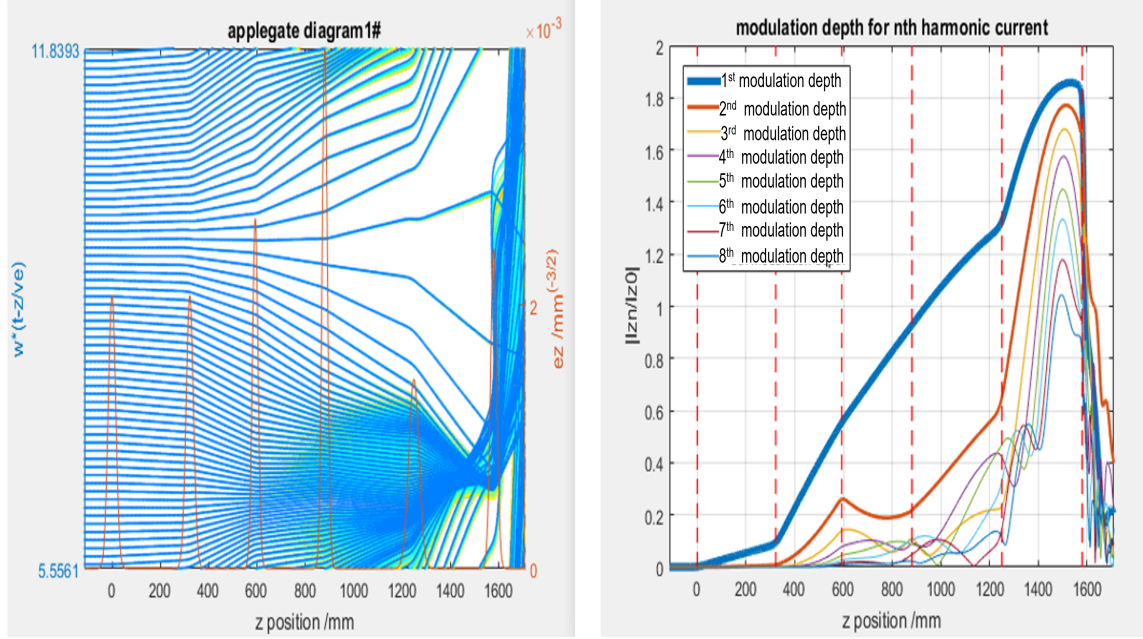 applegate diagram1#
×10^-3
11.8393
5.5561
w*(t-z/ve)
2
0
ez /mm^(-3/2)
0 200 400 600 800 1000 1200 1400 1600
z position /mm
modulation depth for nth harmonic current
2
1.8
1.6
1.4
1.2
1
0.8
0.6
0.4
0.2
0
|Izn/Iz0|
1st modulation depth
2nd modulation depth
3rd modulation depth
4th modulation depth
5th modulation depth
6th modulation depth
7th modulation depth
8th modulation depth
0 200 400 600 800 1000 1200 1400 1600
z position /mm